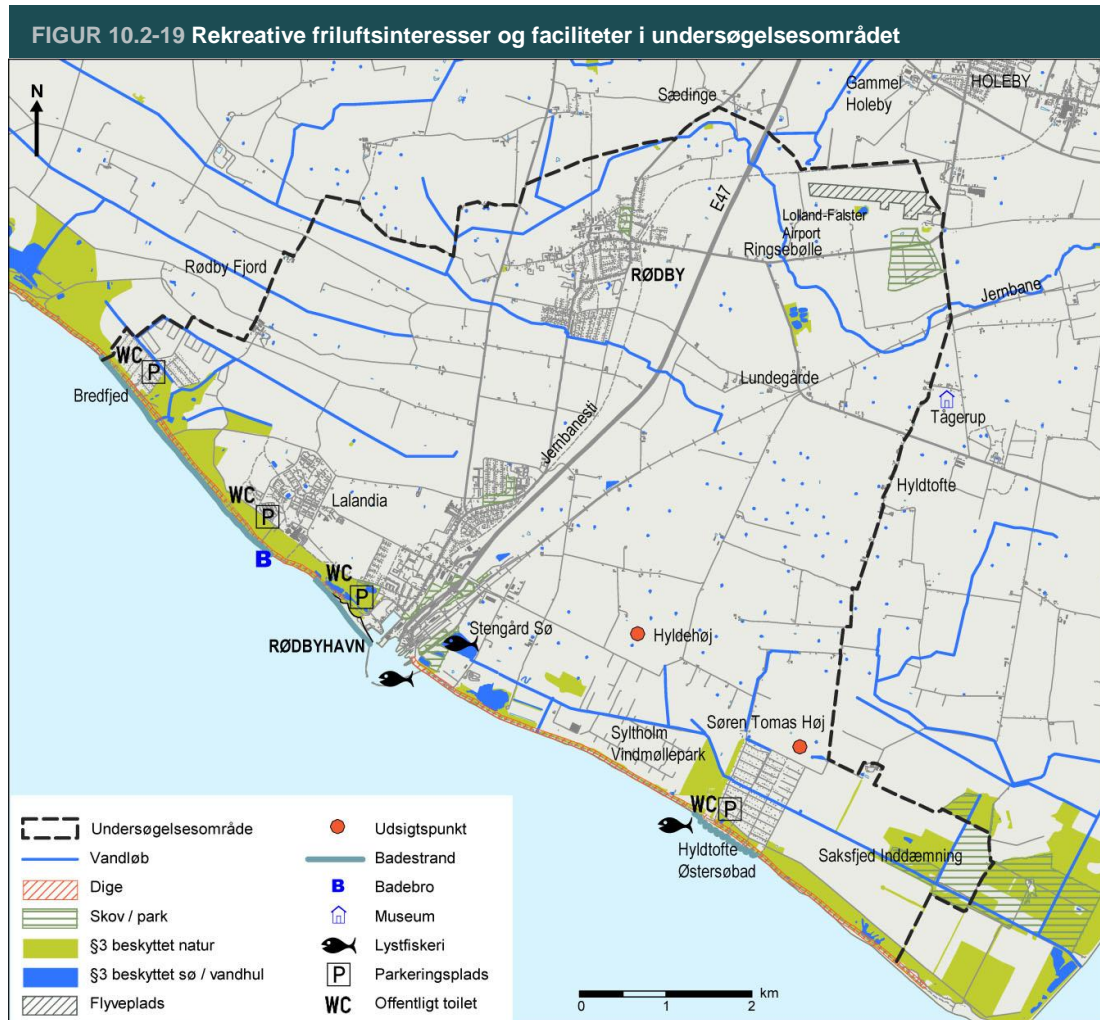 FIGUR 10.2-19 Rekreative friluftsinteresser og faciliteter i undersøgelsesområdet
N
Sædinge
Gammel
Holeby
HOLEBY
E47
Lolland-Falster
Airport
Ringsebølle
Rødby Fjord
RØDBY
Jernbane
WC
P
Bredfjed
Lundegårde
Tågerup
Jernbanesti
Hyldtofte
WC
P
Lalandia
B
WC
P
RØDBYHAVN
Stengård Sø
Hyldehøj
Søren Tomas Høj
Syltholm
Vindmøllepark
WC
P
Hyldtofte
Østersøbad
Saksfjed Inddæmning
Undersøgelsesområde
Vandløb
Dige
Skov / park
§3 beskyttet natur
§3 beskyttet sø / vandhul
Flyveplads
Udsigtspunkt
Badestrand
B Badebro
Museum
Lystfiskeri
P Parkeringsplads
WC Offentligt toilet
km
0 1 2